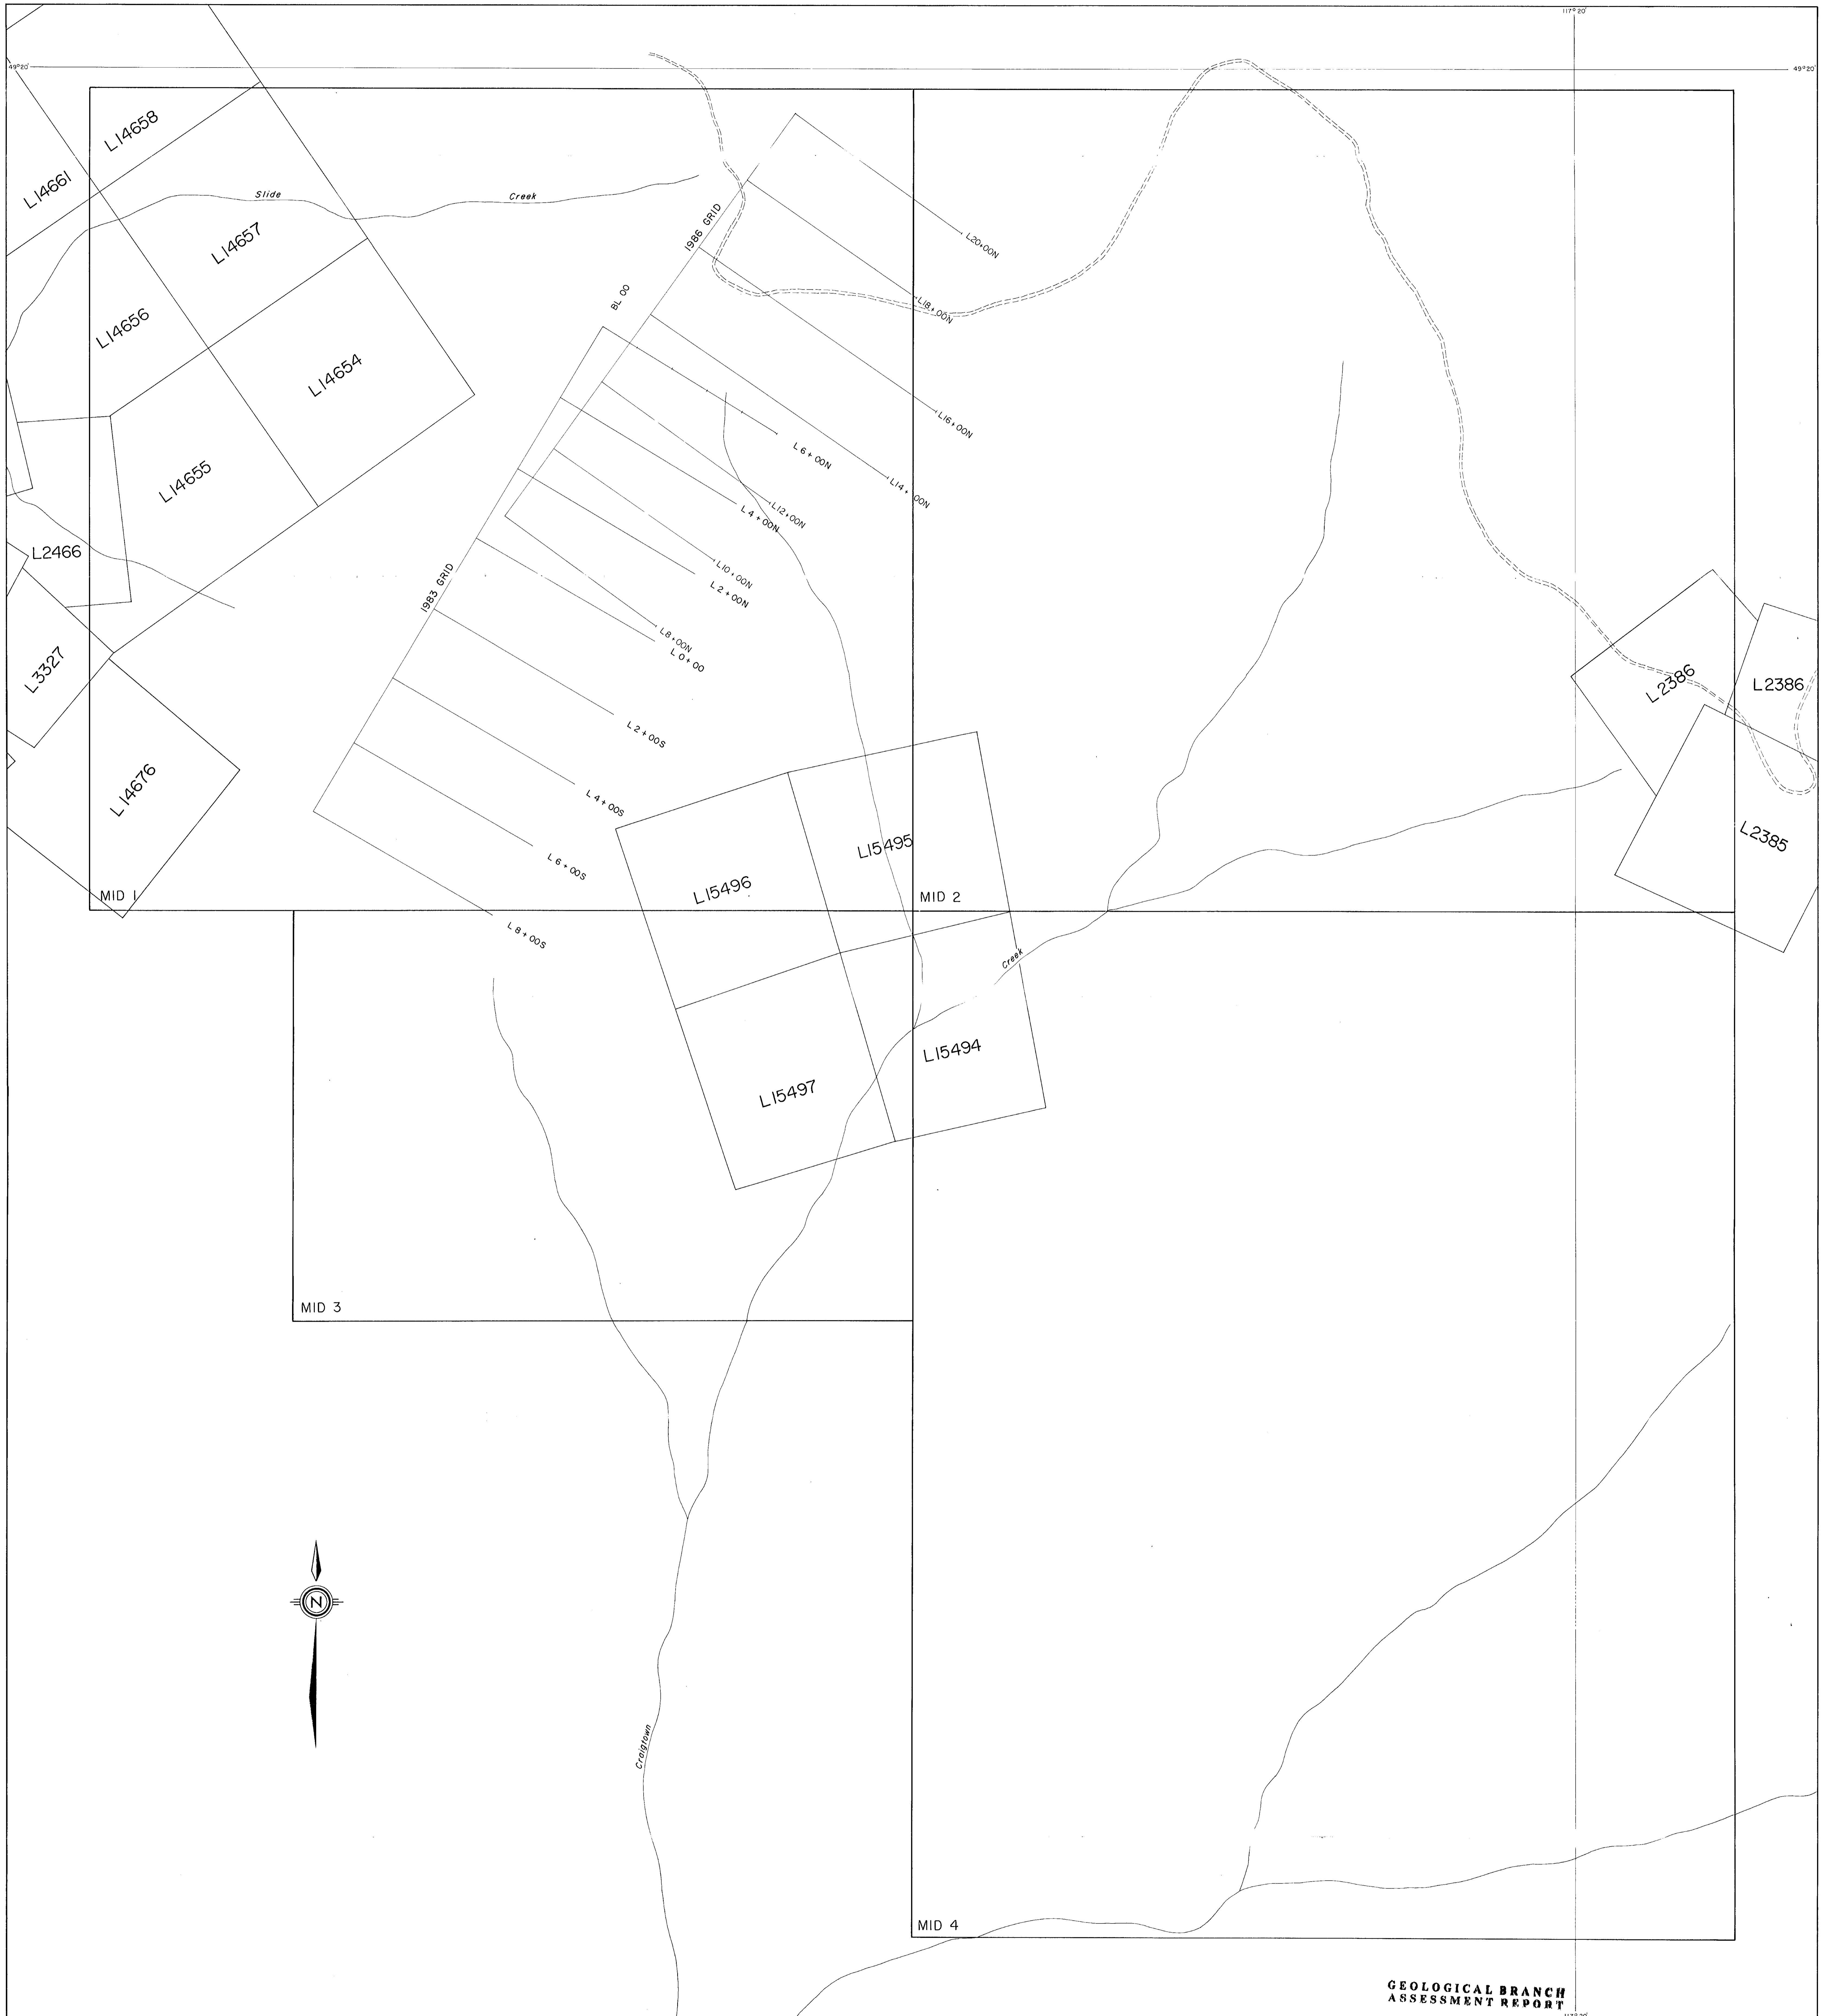 117° 20'
49°20'
49°20'
L14658
L14661
Slide
Creek
L14657
1986 GRID
L20+00N
BL 00
L18+00N
L14656
L14654
L16+00N
L6+00N
L14655
L14+00N
L12+00N
L4+00N
L2466
L10+00N
L2+00N
1983 GRID
L8+00N
L0+00
L3327
L2386
L2386
L2+00S
L14676
L4+00S
L2385
L15495
L6+00S
L15496
MID 1
MID 2
L8+00S
Creek
L15494
L15497
MID 3
N
Craigtown
MID 4
GEOLOGICAL BRANCH
ASSESSMENT REPORT